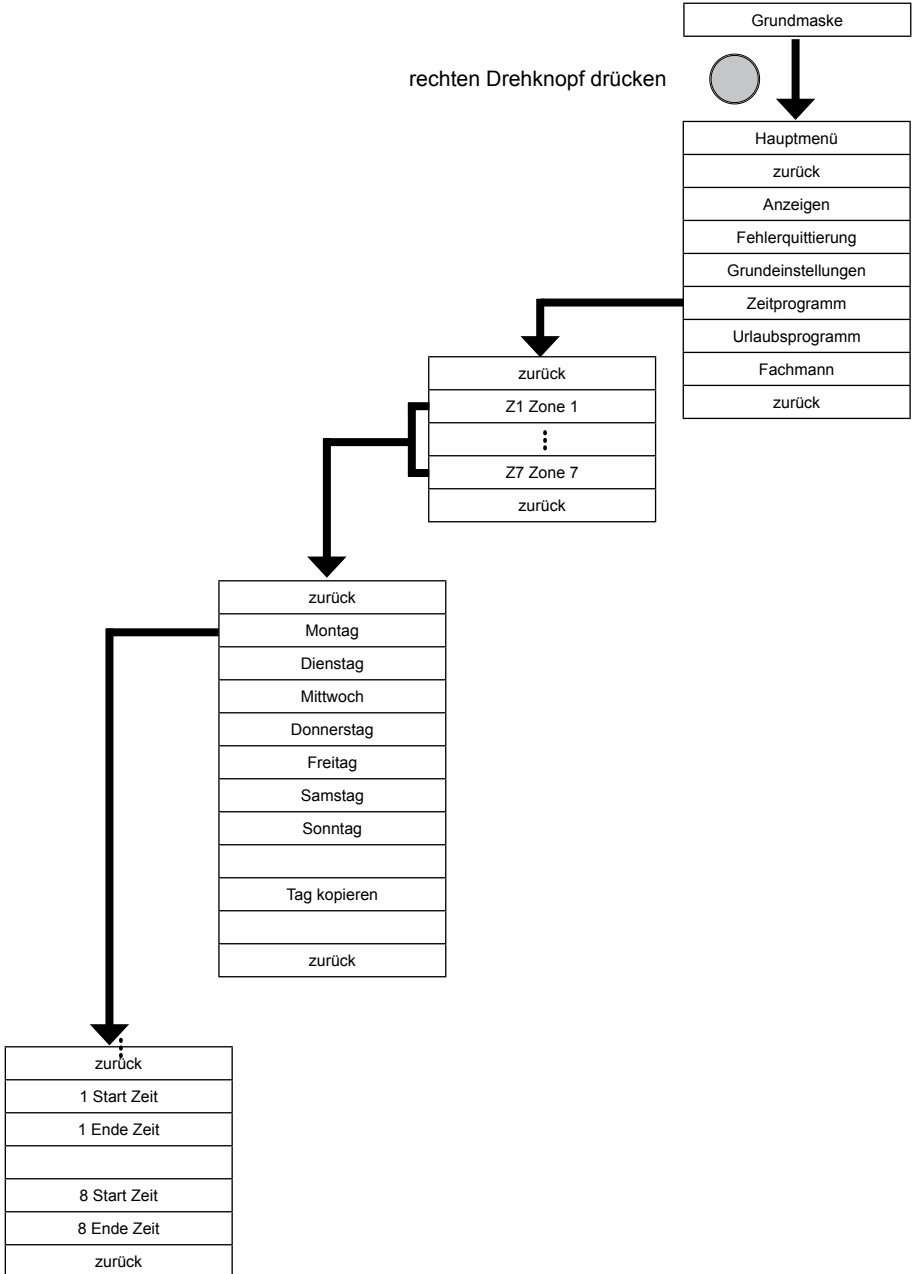 Grundmaske
rechten Drehknopf drücken
Hauptmenü
zurück
Anzeigen
Fehlerquittierung
Grundeinstellungen
Zeitprogramm
Urlaubsprogramm
Fachmann
zurück
zurück
Z1 Zone 1
Z7 Zone 7
zurück
zurück
Montag
Dienstag
Mittwoch
Donnerstag
Freitag
Samstag
Sonntag
Tag kopieren
zurück
zurück
1 Start Zeit
1 Ende Zeit
8 Start Zeit
8 Ende Zeit
zurück